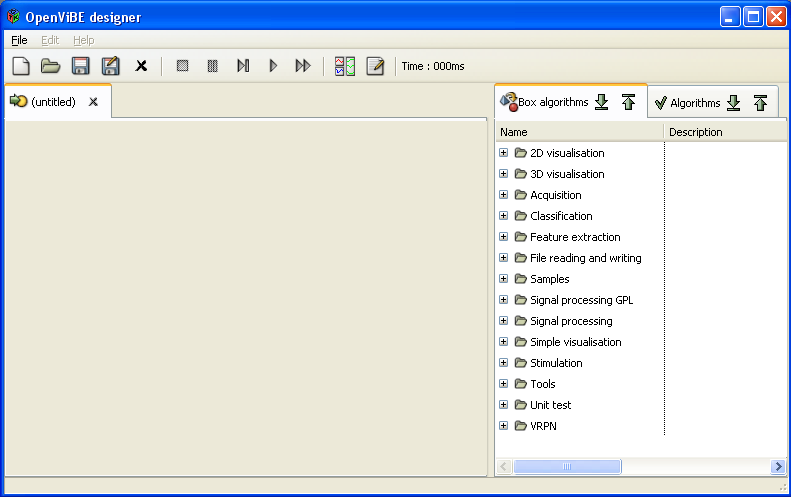 OpenViBE designer
File Edit Help
Time : 000ms
(untitled)
Box algorithms Algorithms
Name Description
2D visualisation
3D visualisation
Acquisition
Classification
Feature extraction
File reading and writing
Samples
Signal processing GPL
Signal processing
Simple visualisation
Stimulation
Tools
Unit test
VRPN